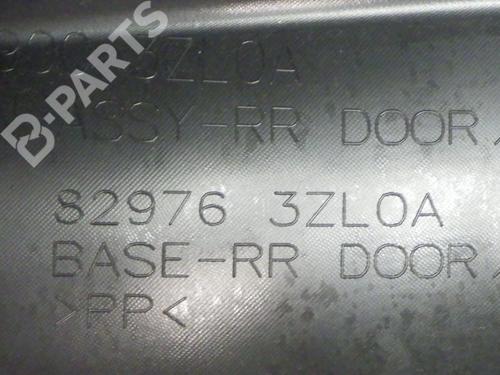 B-PARTS
3ZL0A
ASSY-RR DOOR
82976 3ZL0A
BASE-RR DOOR
>PP<